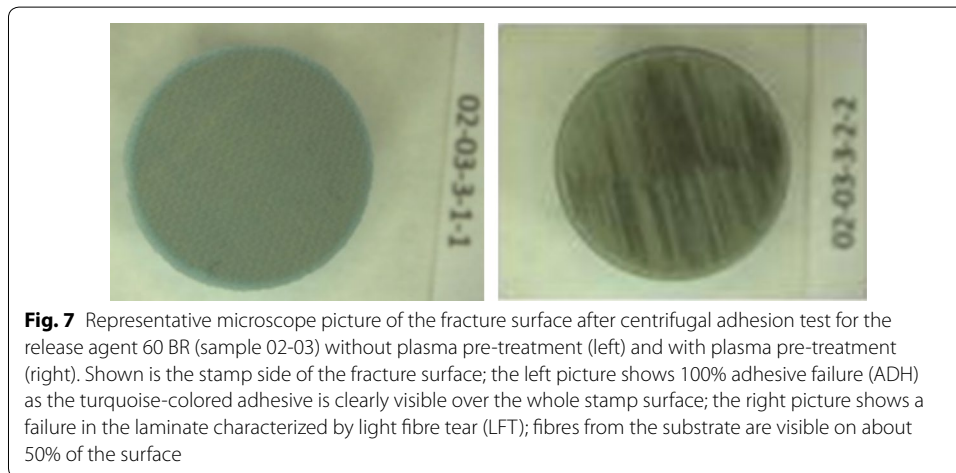 02-03-3-1-1
02-03-3-2-2
Fig. 7 Representative microscope picture of the fracture surface after centrifugal adhesion test for the
release agent 60 BR (sample 02-03) without plasma pre-treatment (left) and with plasma pre-treatment
(right). Shown is the stamp side of the fracture surface; the left picture shows 100% adhesive failure (ADH)
as the turquoise-colored adhesive is clearly visible over the whole stamp surface; the right picture shows a
failure in the laminate characterized by light fibre tear (LFT); fibres from the substrate are visible on about
50% of the surface